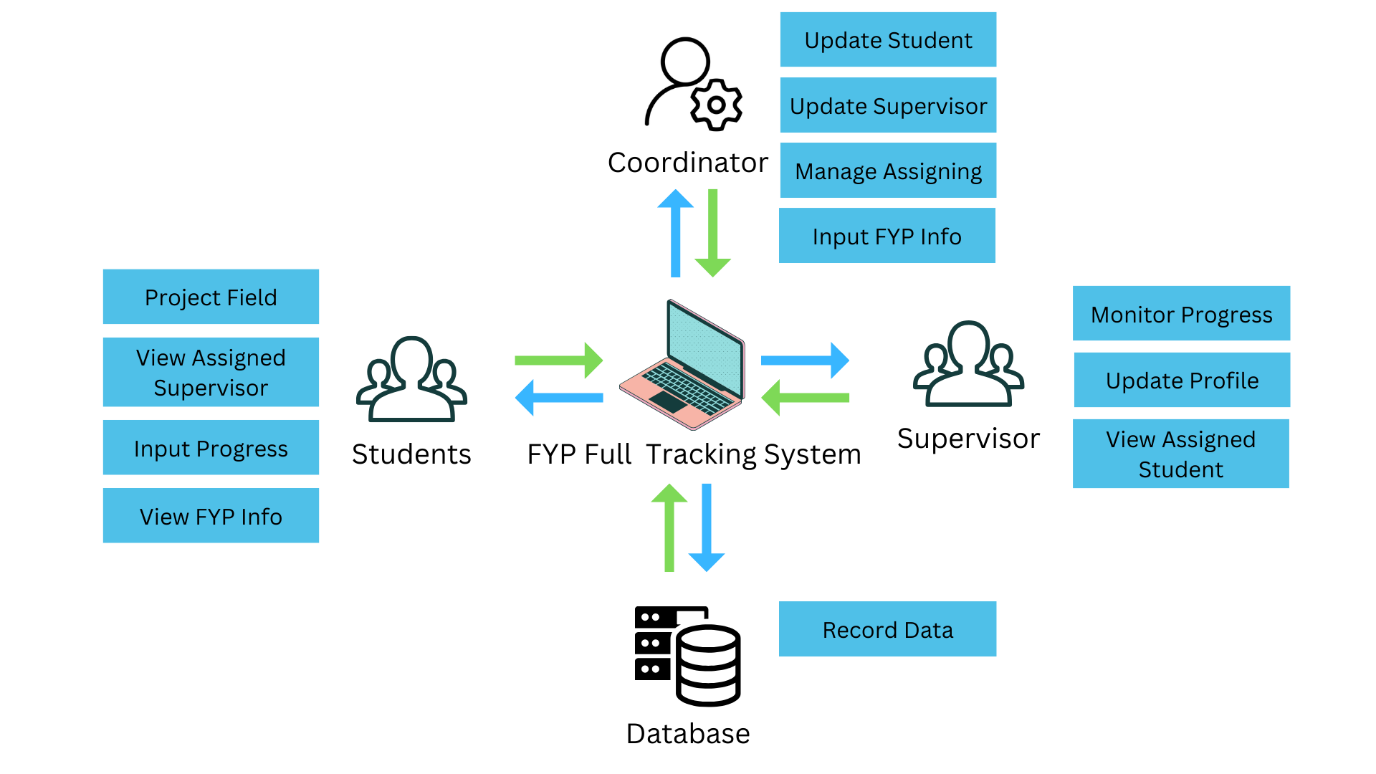 Update Student
Update Supervisor
Manage Assigning
Input FYP Info
Coordinator
Project Field
View Assigned
Supervisor
Input Progress
View FYP Info
Students
FYP Full Tracking System
Supervisor
Monitor Progress
Update Profile
View Assigned
Student
Record Data
Database